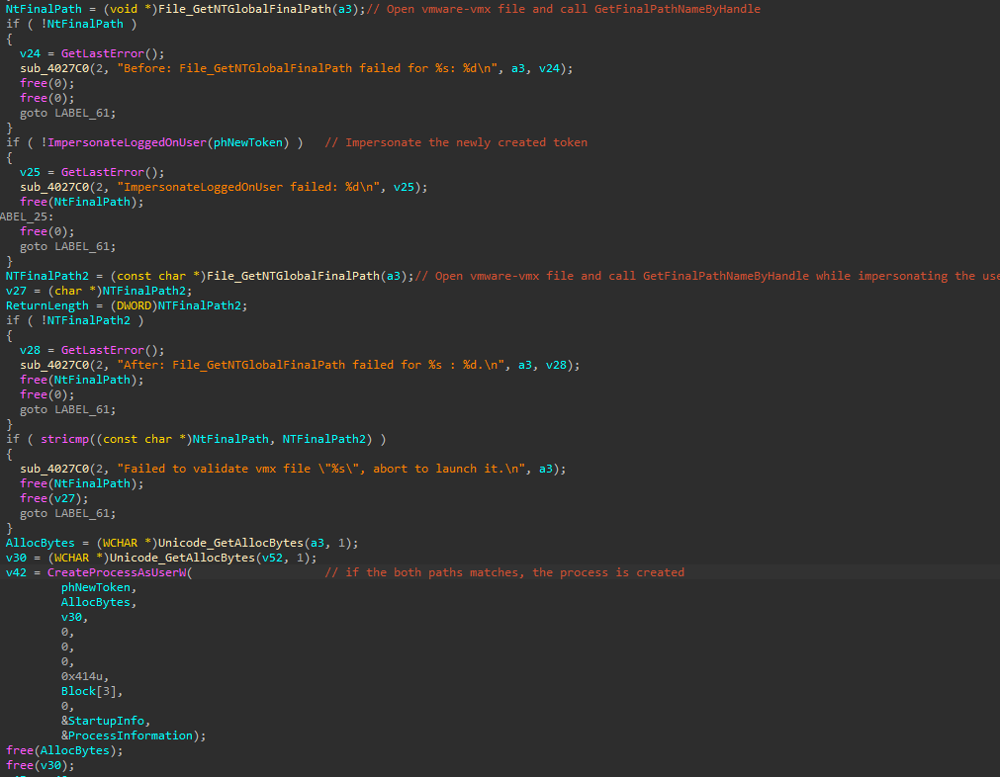 NtFinalPath = (void *)File_GetNTGlobalFinalPath(a3);// Open vmware-vmx file and call GetFinalPathNameByHandle
if ( !NtFinalPath )
{
  v24 = GetLastError();
  sub_4027C0(2, "Before: File_GetNTGlobalFinalPath failed for %s: %d\n", a3, v24);
  free(0);
  free(0);
  goto LABEL_61;
}
if ( !ImpersonateLoggedOnUser(phNewToken) )   // Impersonate the newly created token
{
  v25 = GetLastError();
  sub_4027C0(2, "ImpersonateLoggedOnUser failed: %d\n", v25);
  free(NtFinalPath);
ABEL_25:
  free(0);
  goto LABEL_61;
}
NTFinalPath2 = (const char *)File_GetNTGlobalFinalPath(a3);// Open vmware-vmx file and call GetFinalPathNameByHandle while impersonating the use
v27 = (char *)NTFinalPath2;
ReturnLength = (DWORD)NTFinalPath2;
if ( !NTFinalPath2 )
{
  v28 = GetLastError();
  sub_4027C0(2, "After: File_GetNTGlobalFinalPath failed for %s : %d.\n", a3, v28);
  free(NtFinalPath);
  free(0);
  goto LABEL_61;
}
if ( stricmp((const char *)NtFinalPath, NTFinalPath2) )
{
  sub_4027C0(2, "Failed to validate vmx file \"%s\", abort to launch it.\n", a3);
  free(NtFinalPath);
  free(v27);
  goto LABEL_61;
}
AllocBytes = (WCHAR *)Unicode_GetAllocBytes(a3, 1);
v30 = (WCHAR *)Unicode_GetAllocBytes(v52, 1);
v42 = CreateProcessAsUserW(                    // if the both paths matches, the process is created
        phNewToken,
        AllocBytes,
        v30,
        0,
        0,
        0,
        0x414u,
        Block[3],
        0,
        &StartupInfo,
        &ProcessInformation);
free(AllocBytes);
free(v30);